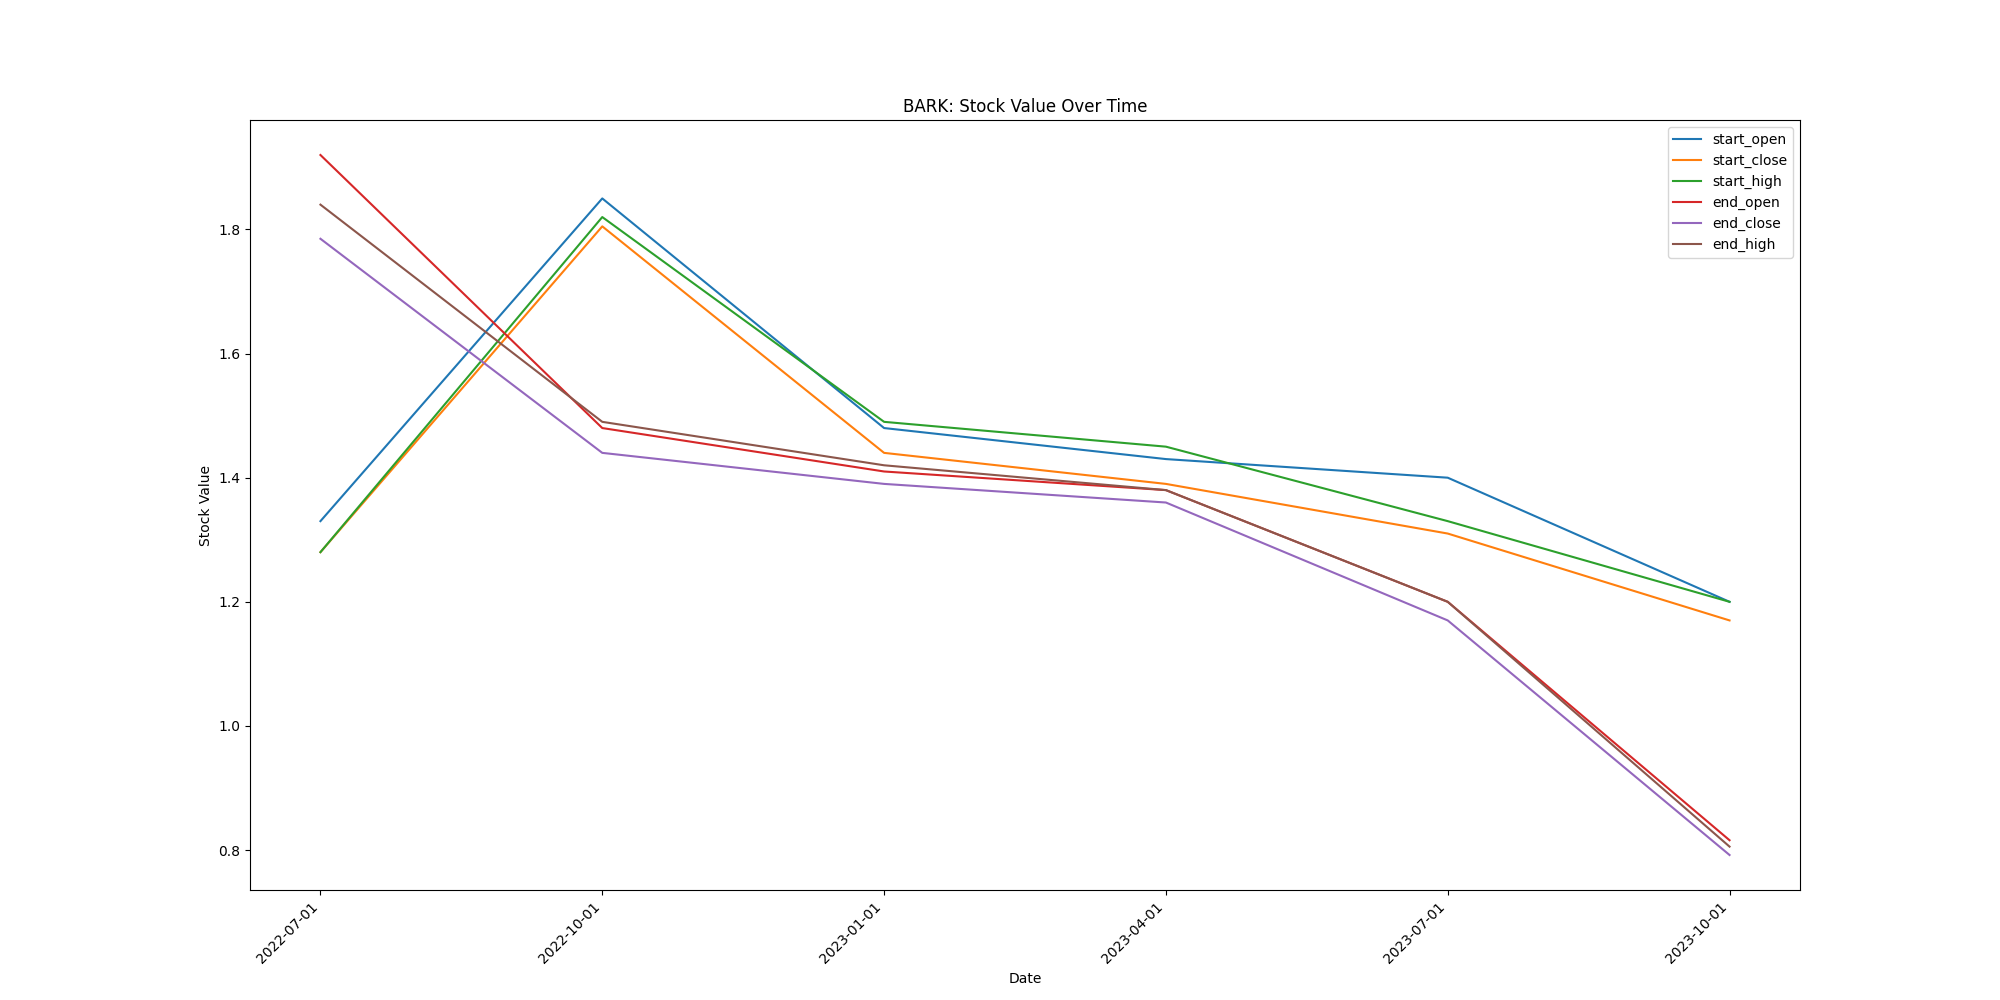 BARK: Stock Value Over Time
start_open
start_close
start_high
end_open
end_close
end_high
Stock Value
1.8
1.6
1.4
1.2
1.0
0.8
2022-07-01
2022-10-01
2023-01-01
2023-04-01
2023-07-01
2023-10-01
Date